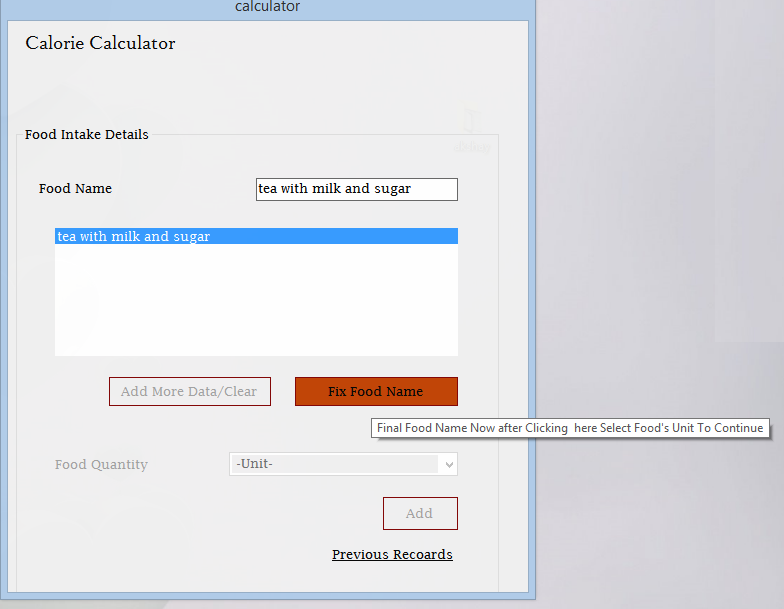 calculator
Calorie Calculator
Food Intake Details
Food Name
tea with milk and sugar
tea with milk and sugar
Add More Data/Clear
Fix Food Name
Final Food Name Now after Clicking  here Select Food's Unit To Continue
Food Quantity
-Unit-
Add
Previous Recoards